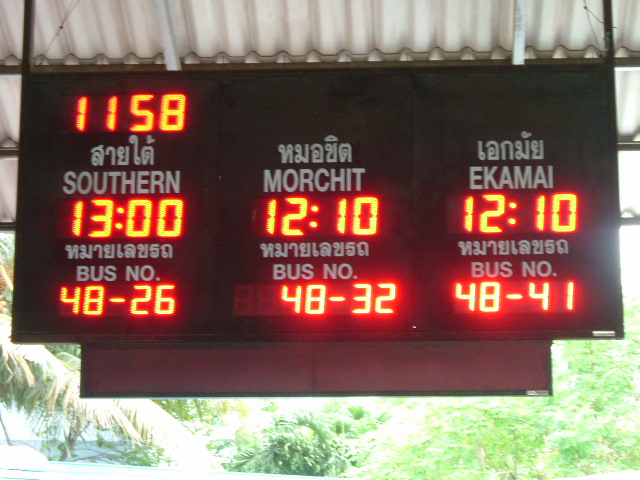 1158
สายใต้
SOUTHERN
13:00
หมายเลขรถ
BUS NO.
48-26
หมอชิต
MORCHIT
12:10
หมายเลขรถ
BUS NO.
48-32
เอกมัย
EKAMAI
12:10
หมายเลขรถ
BUS NO.
48-41